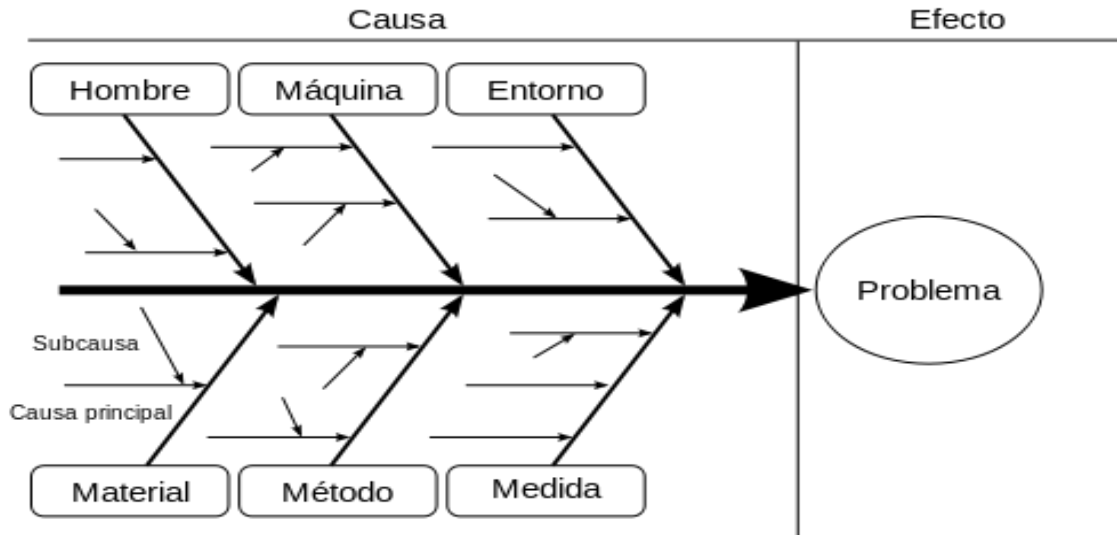 Causa
Efecto
Hombre
Máquina
Entorno
Problema
Subcausa
Causa principal
Material
Método
Medida